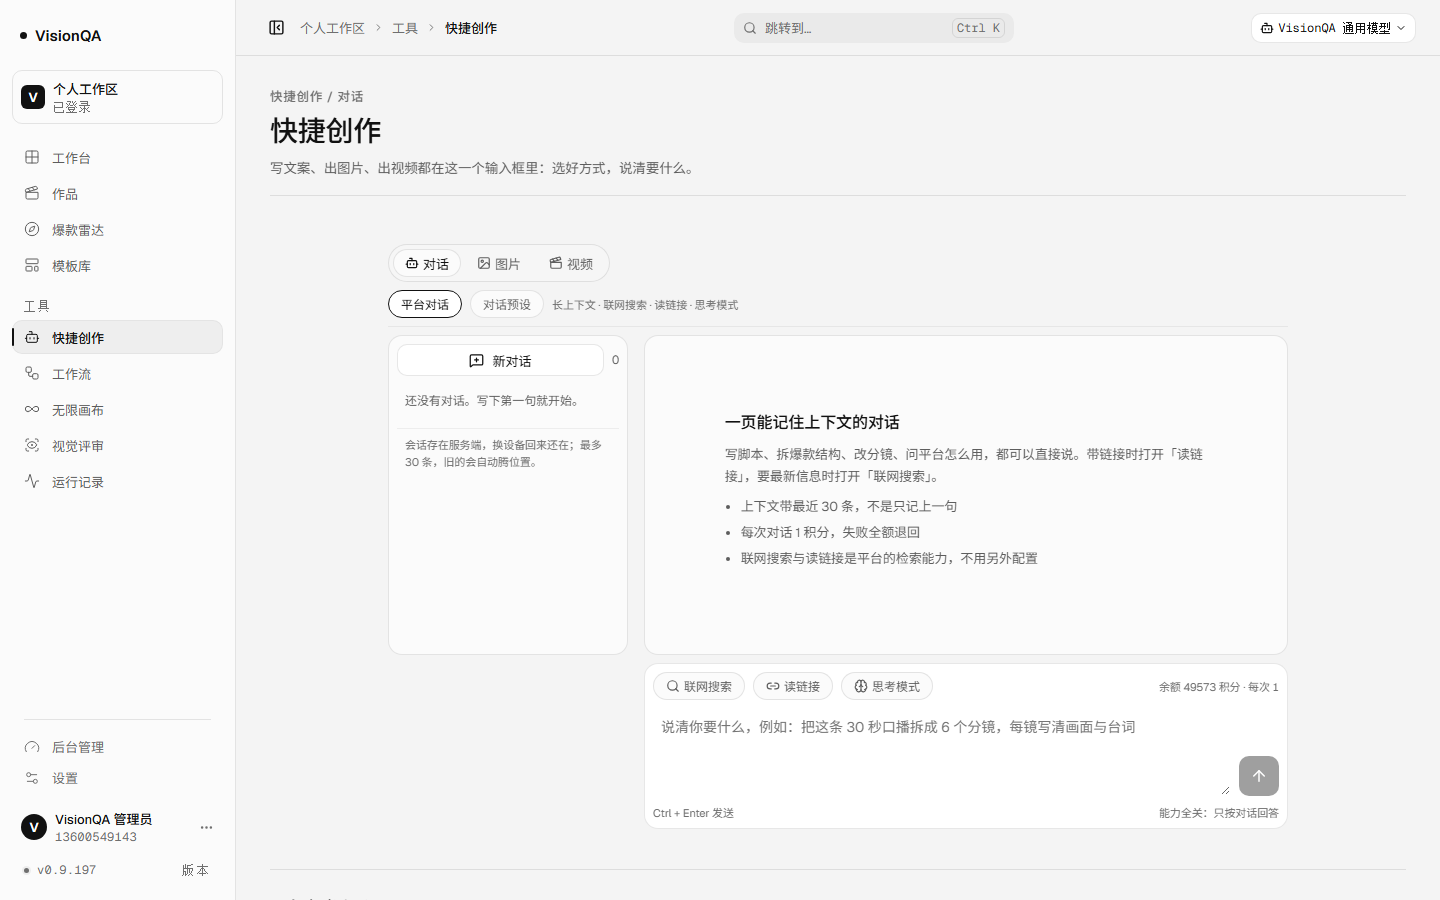 VisionQA
V
个人工作区
已登录
工作台
作品
爆款雷达
模板库
工具
快捷创作
工作流
无限画布
视觉评审
运行记录
后台管理
设置
V
VisionQA 管理员
13600549143
v0.9.197
版本
个人工作区 > 工具 > 快捷创作
跳转到...
Ctrl K
VisionQA 通用模型
快捷创作 / 对话
快捷创作
写文案、出图片、出视频都在这一个输入框里：选好方式，说清要什么。
对话
图片
视频
平台对话
对话预设
长上下文 · 联网搜索 · 读链接 · 思考模式
新对话
0
还没有对话。写下第一句就开始。
会话存在服务端，换设备回来还在；最多
30 条，旧的会自动腾位置。
一页能记住上下文的对话
写脚本、拆爆款结构、改分镜、问平台怎么用，都可以直接说。带链接时打开「读链
接」，要最新信息时打开「联网搜索」。
• 上下文带最近 30 条，不是只记上一句
• 每次对话 1 积分，失败全额退回
• 联网搜索与读链接是平台的检索能力，不用另外配置
联网搜索
读链接
思考模式
余额 49573 积分 · 每次 1
说清你要什么，例如：把这条 30 秒口播拆成 6 个分镜，每镜写清画面与台词
Ctrl + Enter 发送
能力全关：只按对话回答